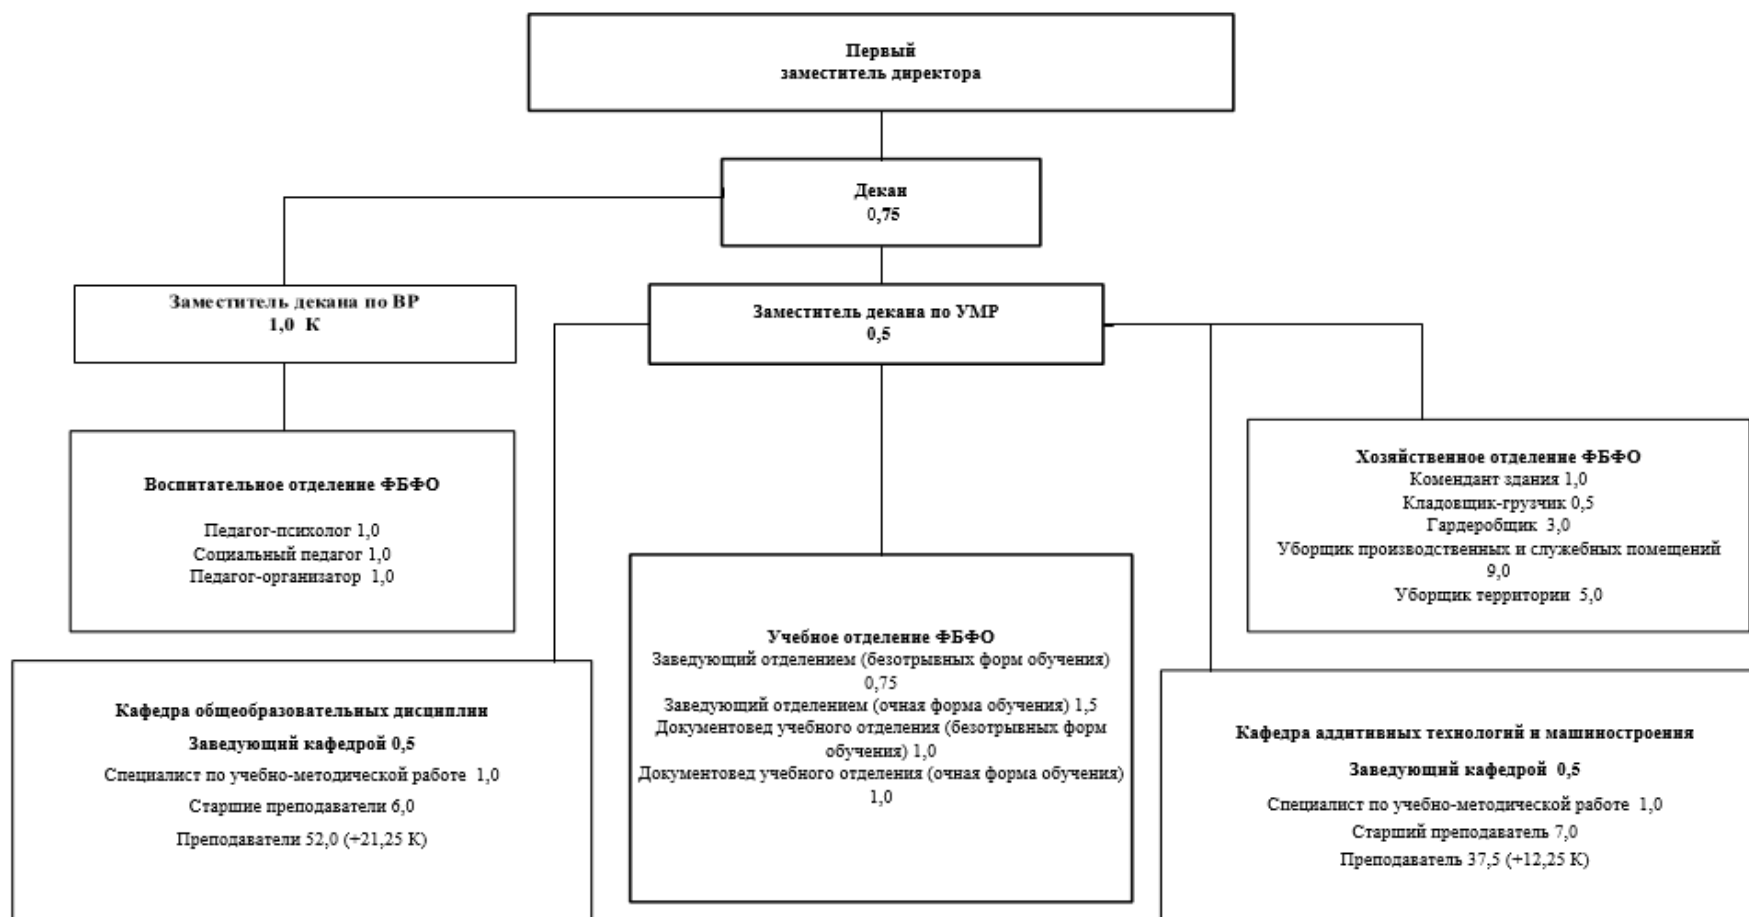 Первый
заместитель директора
Декан
0,75
Заместитель декана по ВР
1,0 К
Заместитель декана по УМР
0,5
Воспитательное отделение ФБФО
Педагог-психолог 1,0
Социальный педагог 1,0
Педагог-организатор 1,0
Хозяйственное отделение ФБФО
Комендант здания 1,0
Кладовщик-грузчик 0,5
Гардеробщик 3,0
Уборщик производственных и служебных помещений
9,0
Уборщик территории 5,0
Кафедра общеобразовательных дисциплин
Заведующий кафедрой 0,5
Специалист по учебно-методической работе 1,0
Старшие преподаватели 6,0
Преподаватели 52,0 (+21,25 К)
Учебное отделение ФБФО
Заведующий отделением (безотрывных форм обучения)
0,75
Заведующий отделением (очная форма обучения) 1,5
Документовед учебного отделения (безотрывных форм
обучения) 1,0
Документовед учебного отделения (очная форма обучения)
1,0
Кафедра аддитивных технологий и машиностроения
Заведующий кафедрой 0,5
Специалист по учебно-методической работе 1,0
Старший преподаватель 7,0
Преподаватель 37,5 (+12,25 К)